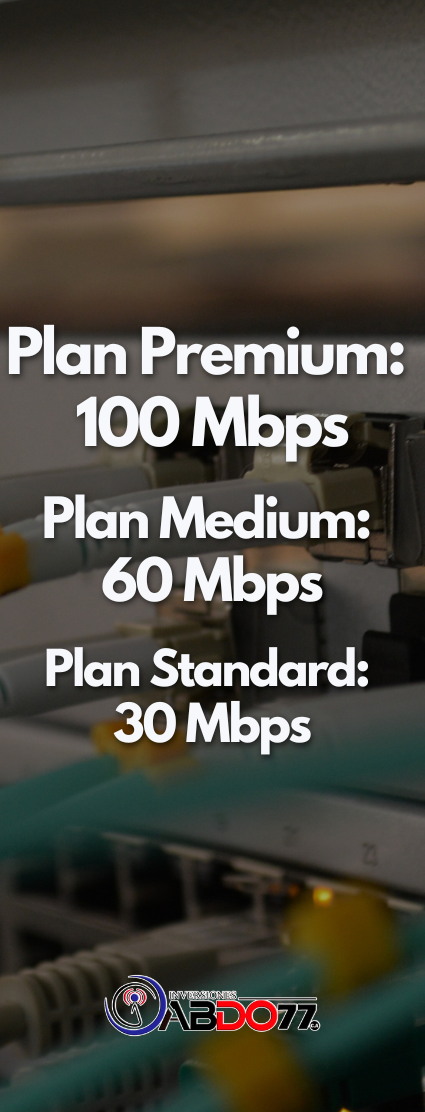 Plan Premium:
100 Mbps
Plan Medium:
60 Mbps
Plan Standard:
30 Mbps
INVERSIONES
ABDO77